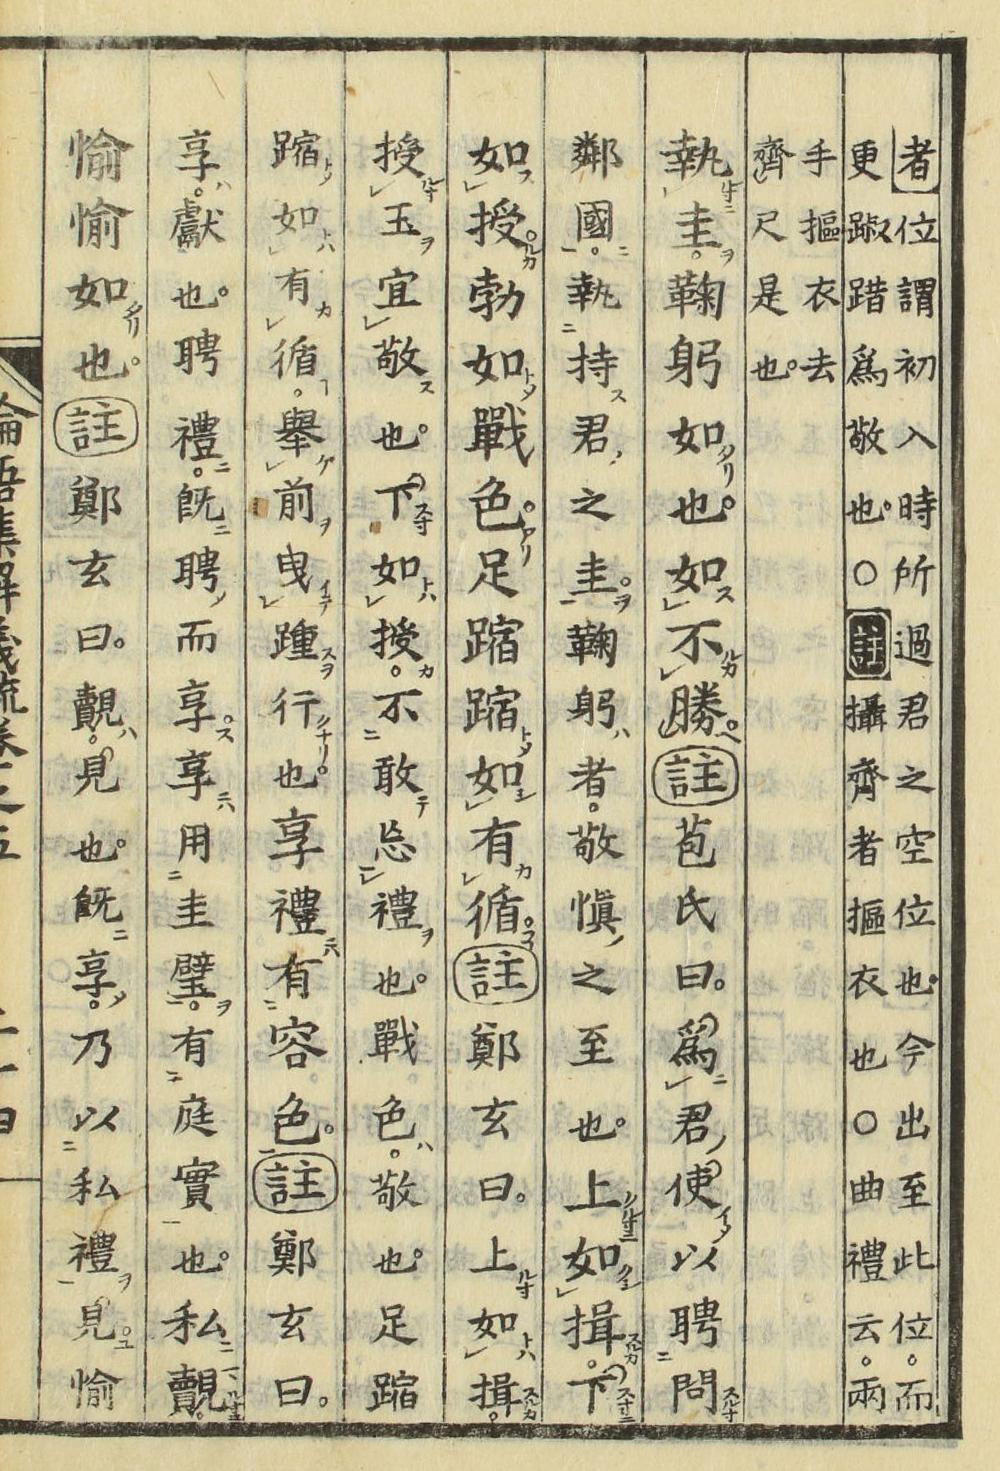 者位謂初入時所過君之空位也今出至此位。而
更踧踖爲敬也。○註攝齊者摳衣也○曲禮云。兩
手摳衣去
齊尺是也。
執圭。鞠躬如也。如不勝註苞氏曰。爲君使以聘問
鄰國。執持君之圭。鞠躬者。敬慎之至也。上如揖。下
如授。勃如戰色。足蹜蹜如有循。註鄭玄曰。上如揖。
授玉宜敬也。下如授。不敢忘禮也。戰色。敬也。足蹜
蹜如有循。舉前曳踵行也。享禮有容色。註鄭玄曰。
享。獻也。聘禮。旣聘而享。享用圭璧。有庭實也。私覿。
愉愉如也。註鄭玄曰。覿。見也。旣享。乃以私禮見愉
論語集解義疏卷之五